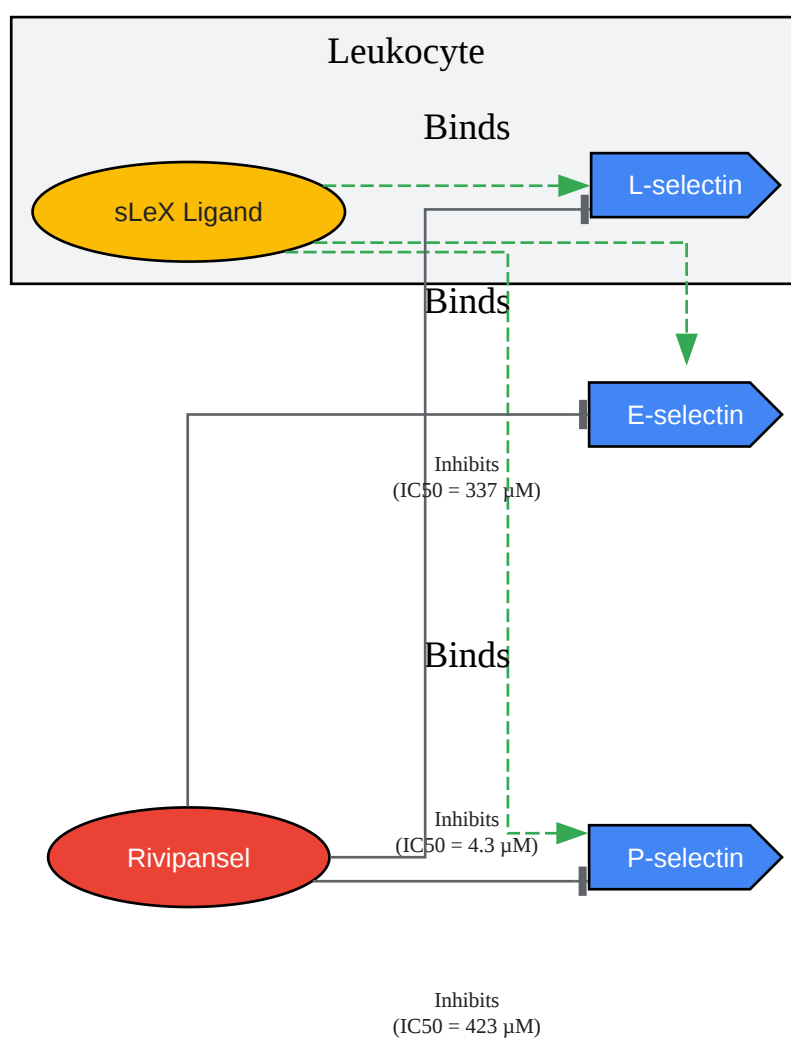 Leukocyte
Binds
L-selectin
sLeX Ligand
Binds
E-selectin
Inhibits
(IC50 = 337 µM)
Binds
Inhibits
(IC50 = 4.3 µM)
Rivipansel
P-selectin
Inhibits
(IC50 = 423 µM)